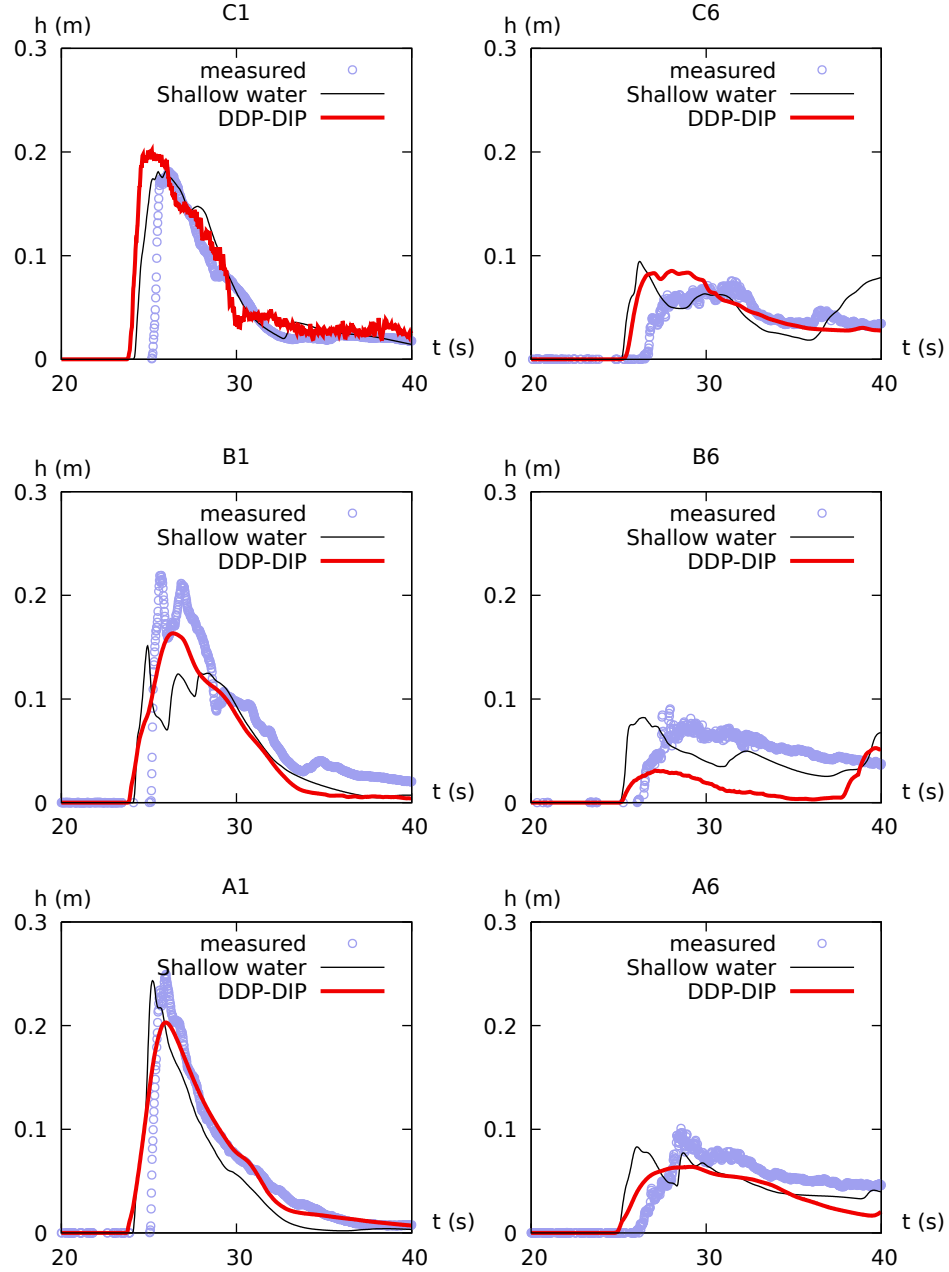 C1
h (m)
0.3
measured
Shallow water
DDP-DIP
0.2
0.1
0
t (s)
20
30
40
C6
h (m)
0.3
measured
Shallow water
DDP-DIP
0.2
0.1
0
t (s)
20
30
40
B1
h (m)
0.3
measured
Shallow water
DDP-DIP
0.2
0.1
0
t (s)
20
30
40
B6
h (m)
0.3
measured
Shallow water
DDP-DIP
0.2
0.1
0
t (s)
20
30
40
A1
h (m)
0.3
measured
Shallow water
DDP-DIP
0.2
0.1
0
t (s)
20
30
40
A6
h (m)
0.3
measured
Shallow water
DDP-DIP
0.2
0.1
0
t (s)
20
30
40